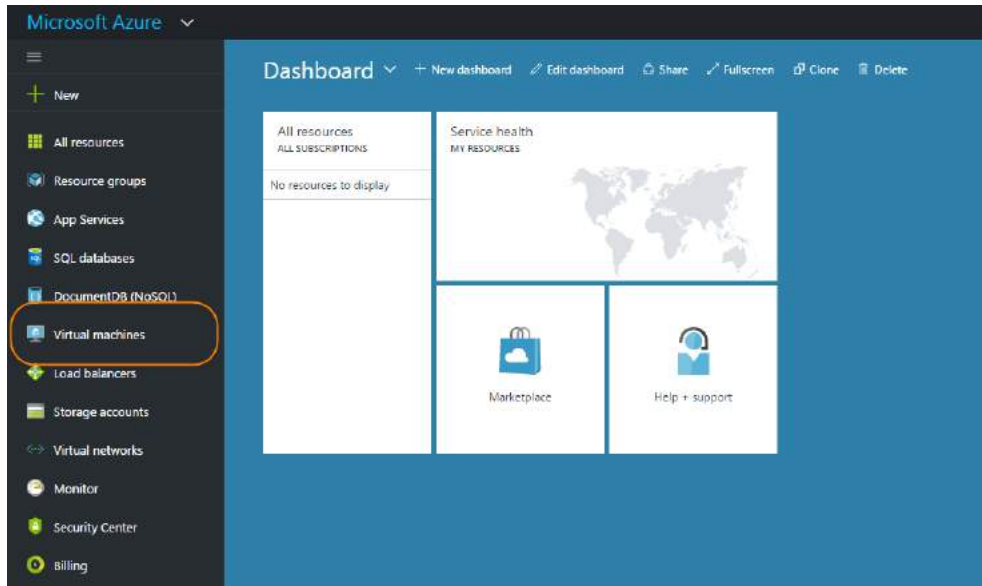 Microsoft Azure
Dashboard
New dashboard
Edit dashboard
Share
Fullscreen
Clone
Delete
New
All resources
Resource groups
App Services
SQL databases
DocumentDB (NoSQL)
Virtual machines
Load balancers
Storage accounts
Virtual networks
Monitor
Security Center
Billing
All resources
ALL SUBSCRIPTIONS
No resources to display
Service health
MY RESOURCES
Marketplace
Help + support